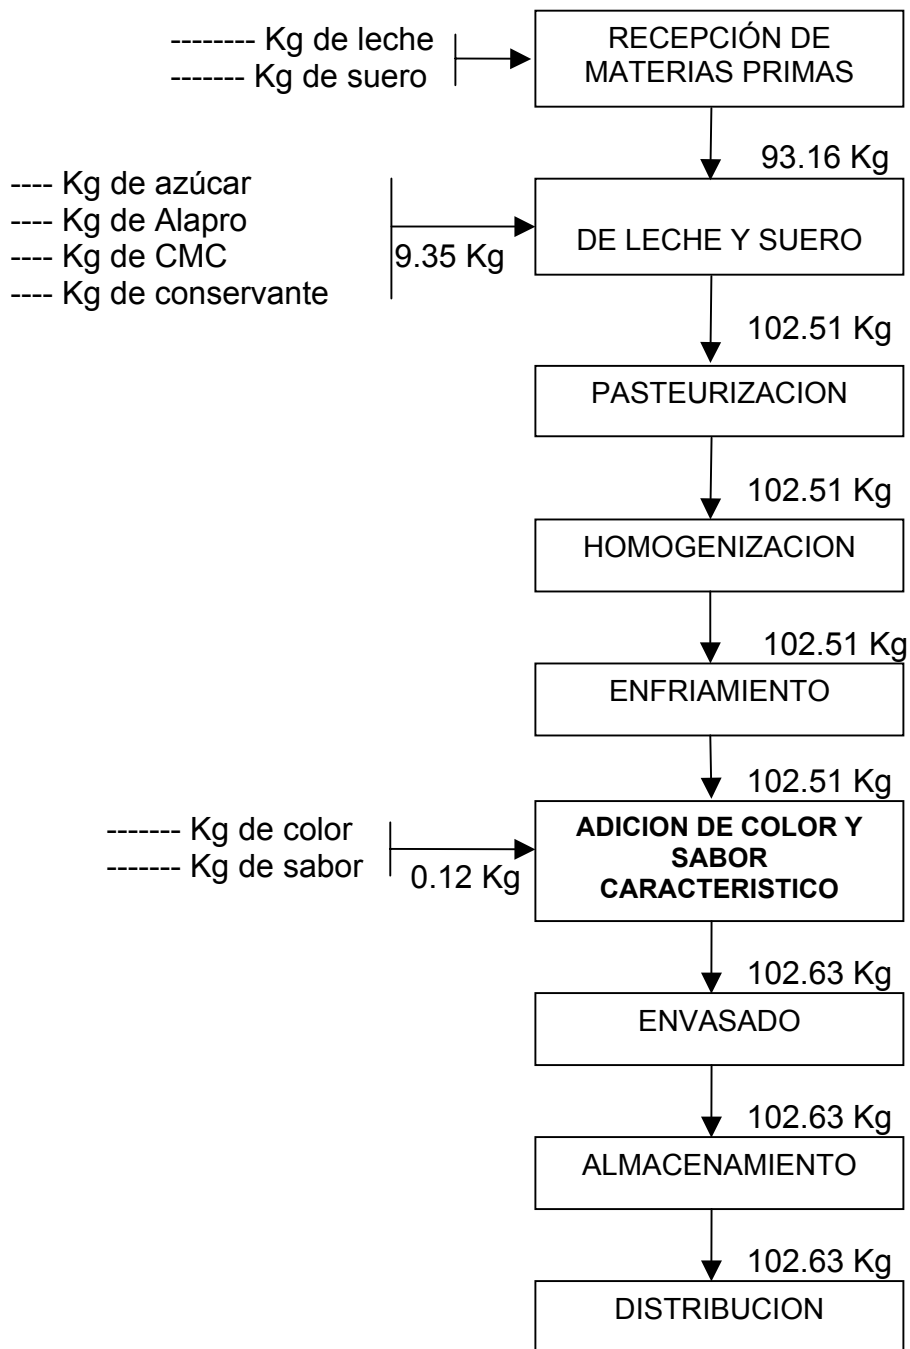 -------- Kg de leche
------- Kg de suero
RECEPCIÓN DE
MATERIAS PRIMAS
93.16 Kg
---- Kg de azúcar
---- Kg de Alapro
---- Kg de CMC
---- Kg de conservante
9.35 Kg
DE LECHE Y SUERO
102.51 Kg
PASTEURIZACION
102.51 Kg
HOMOGENIZACION
102.51 Kg
ENFRIAMIENTO
102.51 Kg
------- Kg de color
------- Kg de sabor
0.12 Kg
ADICION DE COLOR Y
SABOR
CARACTERISTICO
102.63 Kg
ENVASADO
102.63 Kg
ALMACENAMIENTO
102.63 Kg
DISTRIBUCION